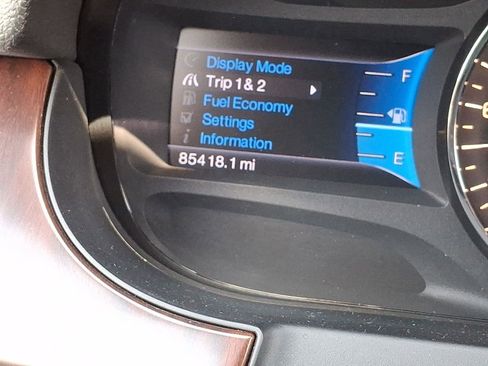 Display Mode
Trip 1 & 2
Fuel Economy
Settings
Information
85418.1 mi
F
E